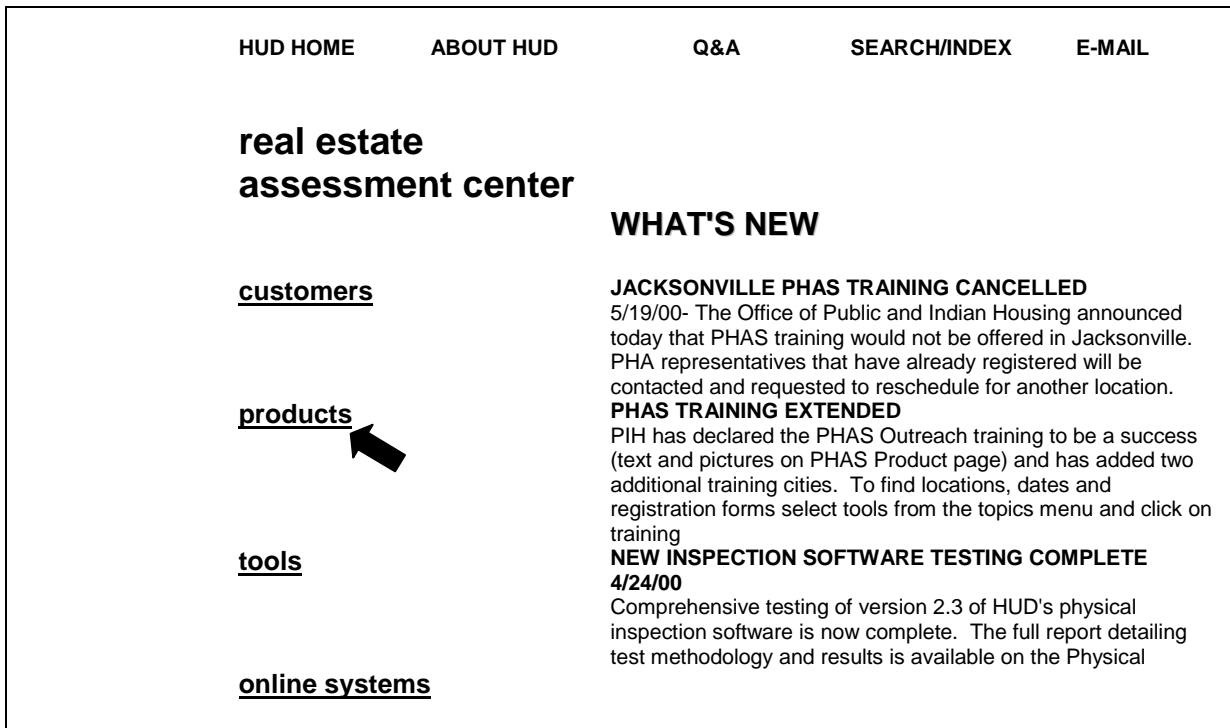 HUD HOME ABOUT HUD Q&A SEARCH/INDEX E-MAIL
real estate
assessment center
WHAT'S NEW
customers
JACKSONVILLE PHAS TRAINING CANCELLED
5/19/00- The Office of Public and Indian Housing announced
today that PHAS training would not be offered in Jacksonville.
PHA representatives that have already registered will be
contacted and requested to reschedule for another location.
products
PHAS TRAINING EXTENDED
PIH has declared the PHAS Outreach training to be a success
(text and pictures on PHAS Product page) and has added two
additional training cities.  To find locations, dates and
registration forms select tools from the topics menu and click on
training
tools
NEW INSPECTION SOFTWARE TESTING COMPLETE
4/24/00
Comprehensive testing of version 2.3 of HUD's physical
inspection software is now complete.  The full report detailing
test methodology and results is available on the Physical
online systems